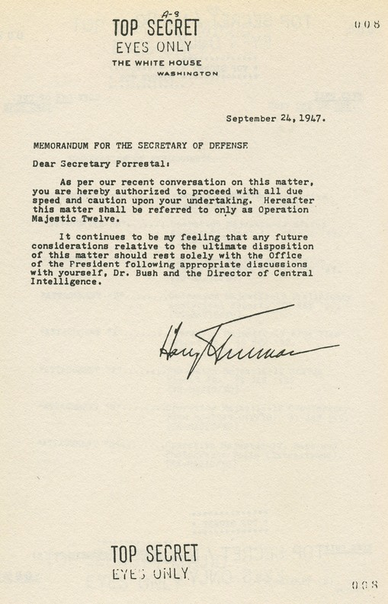 A-3
TOP SECRET
008
EYES ONLY
THE WHITE HOUSE
WASHINGTON
September 24, 1947.
MEMORANDUM FOR THE SECRETARY OF DEFENSE
Dear Secretary Forrestal:
As per our recent conversation on this matter,
you are hereby authorized to proceed with all due
speed and caution upon your undertaking. Hereafter
this matter shall be referred to only as Operation
Majestic Twelve.
It continues to be my feeling that any future
considerations relative to the ultimate disposition
of this matter should rest solely with the Office
of the President following appropriate discussions
with yourself, Dr. Bush and the Director of Central
Intelligence.
Harry Truman
TOP SECRET
EYES ONLY
008